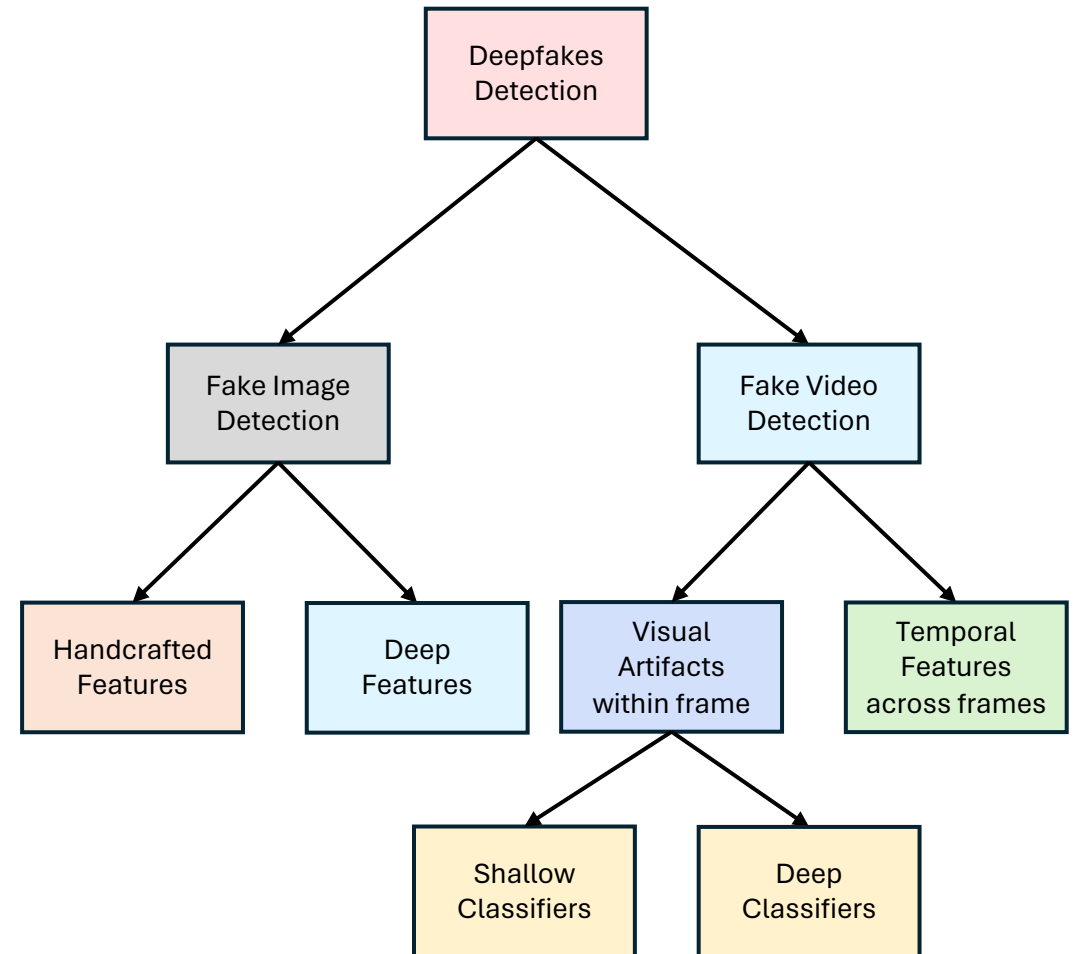 Deepfakes
Detection
Fake Image
Detection
Fake Video
Detection
Handcrafted
Features
Deep
Features
Visual
Artifacts
within frame
Temporal
Features
across frames
Shallow
Classifiers
Deep
Classifiers